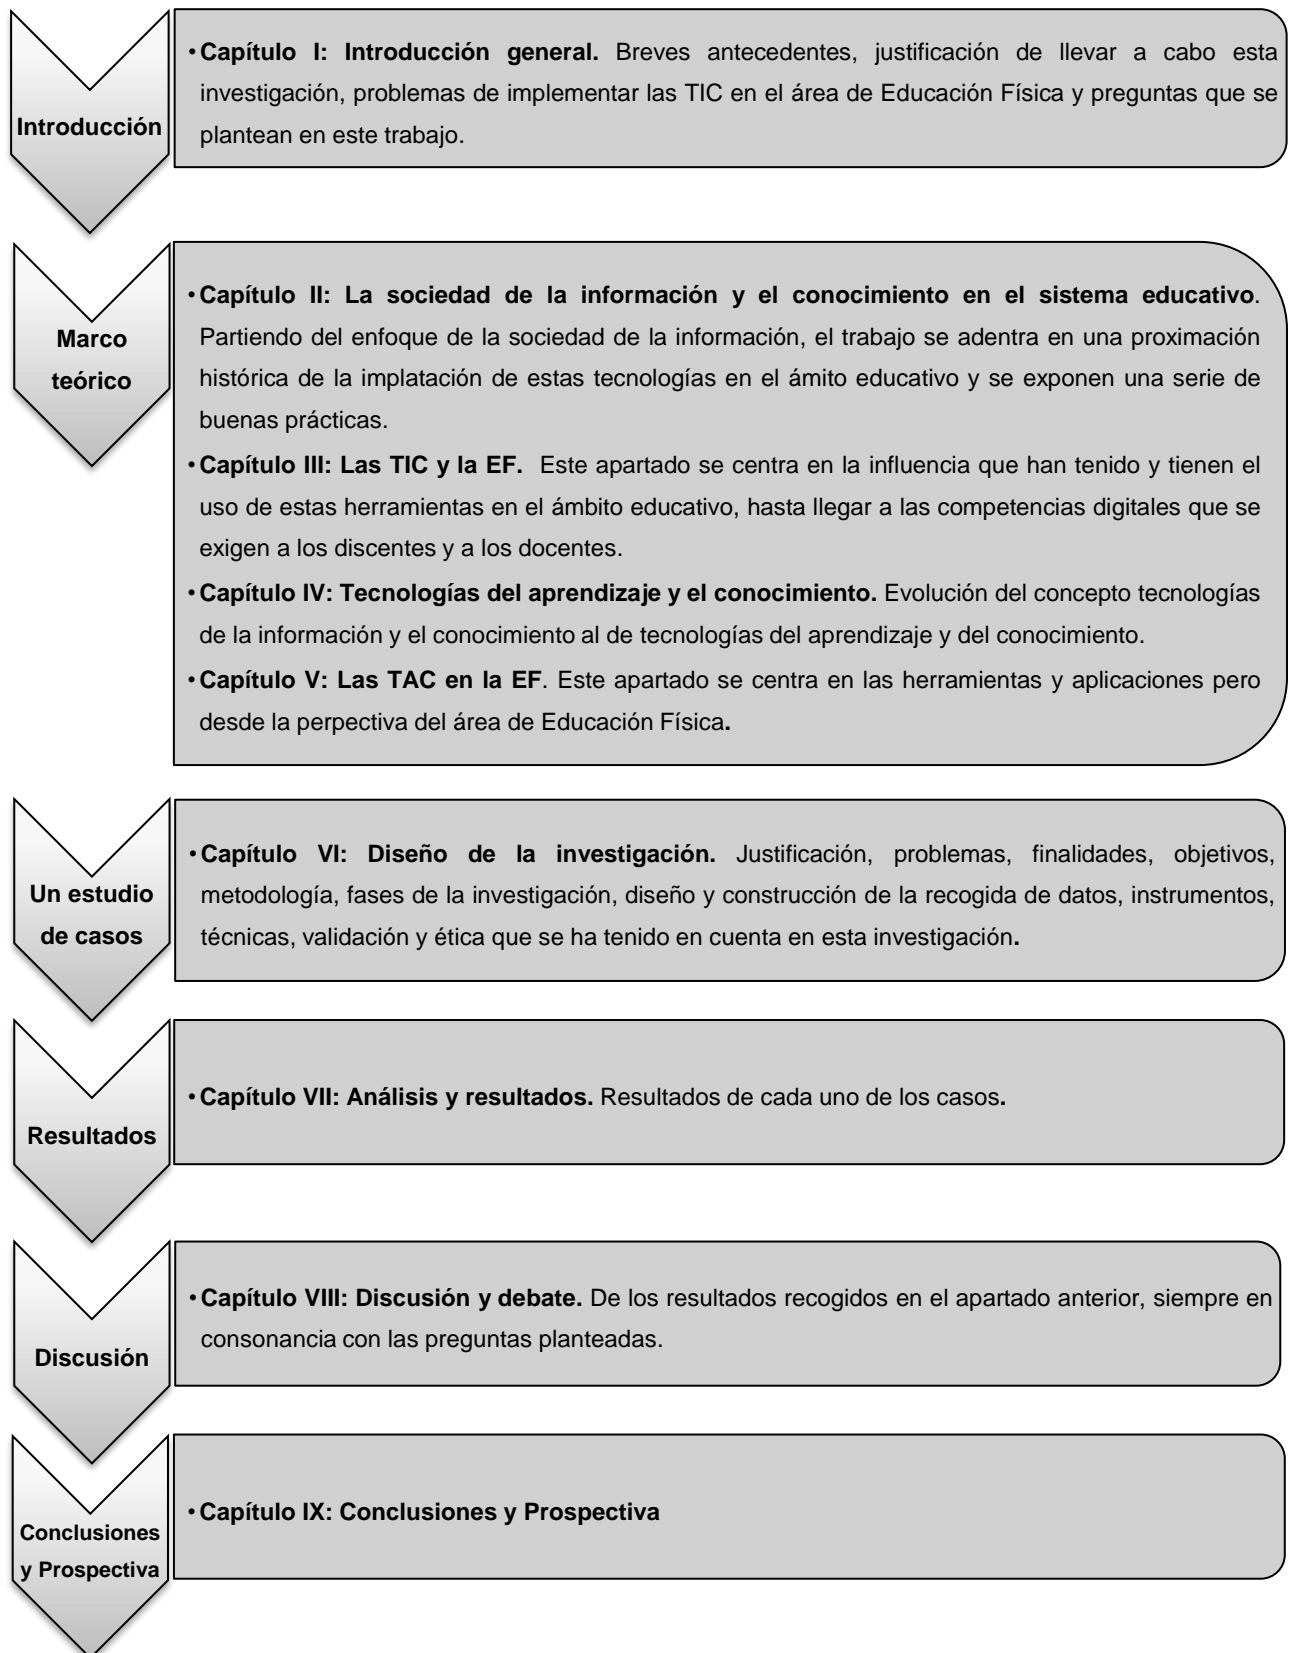 Introducción
• Capítulo I: Introducción general. Breves antecedentes, justificación de llevar a cabo esta
investigación, problemas de implementar las TIC en el área de Educación Física y preguntas que se
plantean en este trabajo.
Marco
teórico
• Capítulo II: La sociedad de la información y el conocimiento en el sistema educativo.
Partiendo del enfoque de la sociedad de la información, el trabajo se adentra en una proximación
histórica de la implatación de estas tecnologías en el ámito educativo y se exponen una serie de
buenas prácticas.
• Capítulo III: Las TIC y la EF. Este apartado se centra en la influencia que han tenido y tienen el
uso de estas herramientas en el ámbito educativo, hasta llegar a las competencias digitales que se
exigen a los discentes y a los docentes.
• Capítulo IV: Tecnologías del aprendizaje y el conocimiento. Evolución del concepto tecnologías
de la información y el conocimiento al de tecnologías del aprendizaje y del conocimiento.
• Capítulo V: Las TAC en la EF. Este apartado se centra en las herramientas y aplicaciones pero
desde la perpectiva del área de Educación Física.
Un estudio
de casos
• Capítulo VI: Diseño de la investigación. Justificación, problemas, finalidades, objetivos,
metodología, fases de la investigación, diseño y construcción de la recogida de datos, instrumentos,
técnicas, validación y ética que se ha tenido en cuenta en esta investigación.
Resultados
• Capítulo VII: Análisis y resultados. Resultados de cada uno de los casos.
Discusión
• Capítulo VIII: Discusión y debate. De los resultados recogidos en el apartado anterior, siempre en
consonancia con las preguntas planteadas.
Conclusiones
y Prospectiva
• Capítulo IX: Conclusiones y Prospectiva